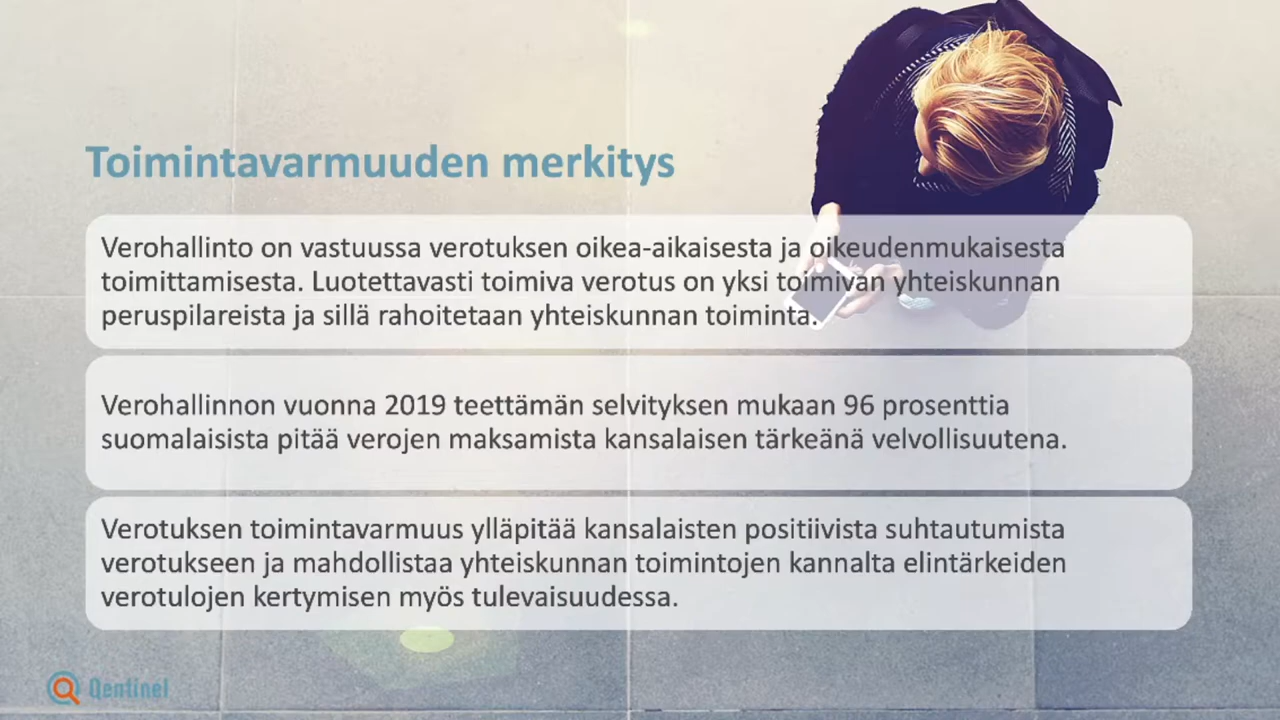 Toimintavarmuuden merkitys
Verohallinto on vastuussa verotuksen oikea-aikaisesta ja oikeudenmukaisesta
toimittamisesta. Luotettavasti toimiva verotus on yksi toimivan yhteiskunnan
peruspilareista ja sillä rahoitetaan yhteiskunnan toiminta.
Verohallinnon vuonna 2019 teettämän selvityksen mukaan 96 prosenttia
suomalaisista pitää verojen maksamista kansalaisen tärkeänä velvollisuutena.
Verotuksen toimintavarmuus ylläpitää kansalaisten positiivista suhtautumista
verotukseen ja mahdollistaa yhteiskunnan toimintojen kannalta elintärkeiden
verotulojen kertymisen myös tulevaisuudessa.
Qentinel